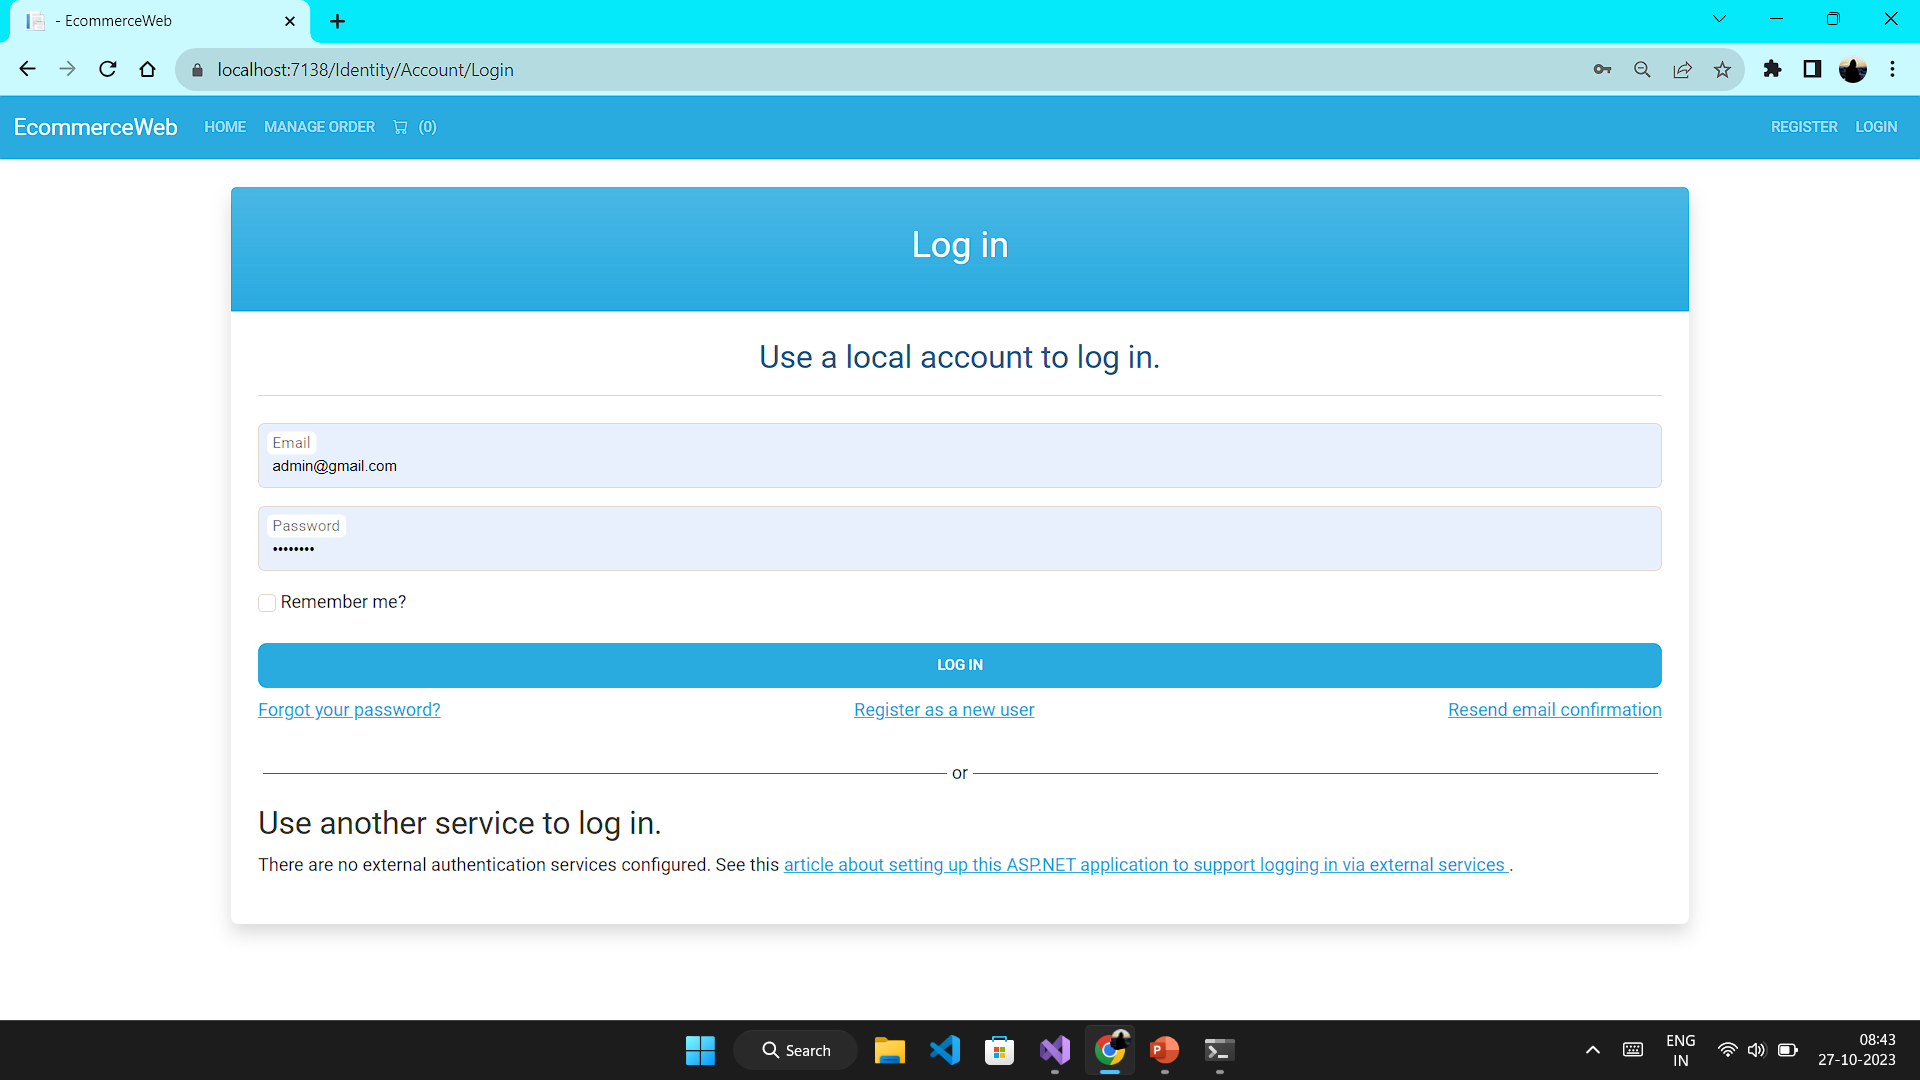 - EcommerceWeb
localhost:7138/Identity/Account/Login
EcommerceWeb HOME MANAGE ORDER (0) REGISTER LOGIN
Log in
Use a local account to log in.
Email
admin@gmail.com
Password
••••••••
Remember me?
LOG IN
Forgot your password? Register as a new user Resend email confirmation
or
Use another service to log in.
There are no external authentication services configured. See this article about setting up this ASP.NET application to support logging in via external services .
Search
ENG
IN
08:43
27-10-2023